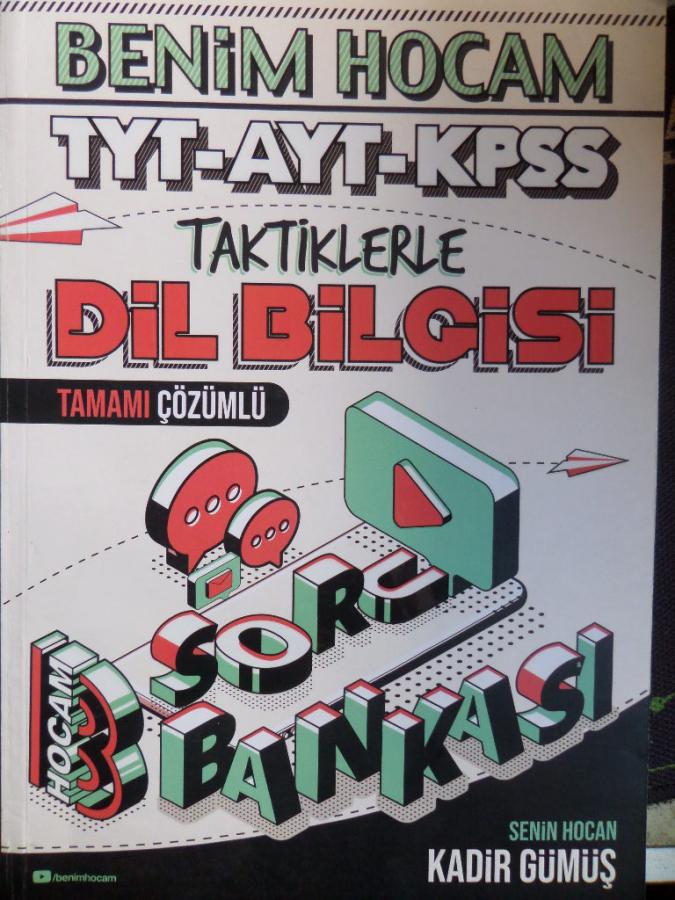 BENİM HOCAM
TYT-AYT-KPSS
TAKTİKLERLE
DİL BİLGİSİ
TAMAMI ÇÖZÜMLÜ
SORU
BANKASI
HOCAM
B
SENİN HOCAN
KADİR GÜMÜŞ
/benimhocam